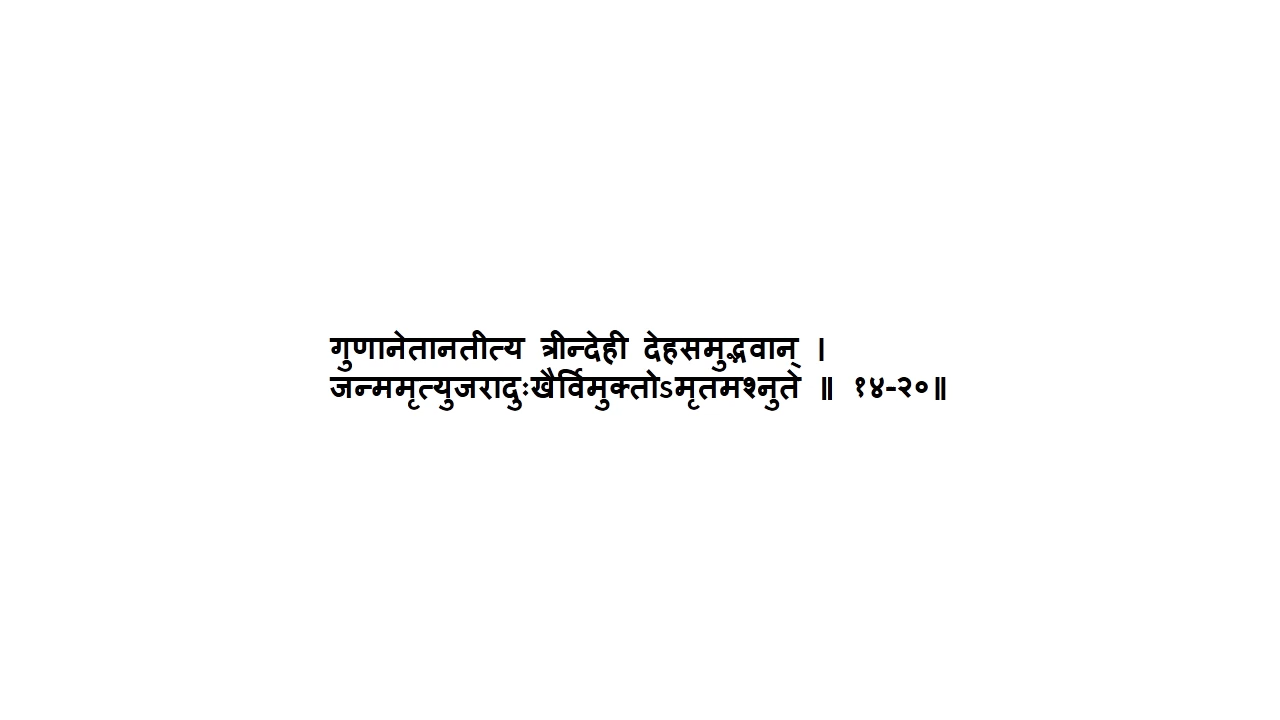 गुणानेतानतीत्य त्रीन्देही देहसमुद्भवान् ।
जन्ममृत्युजरादुःखैर्विमुक्तोऽमृतमश्नुते ॥ १४-२०॥